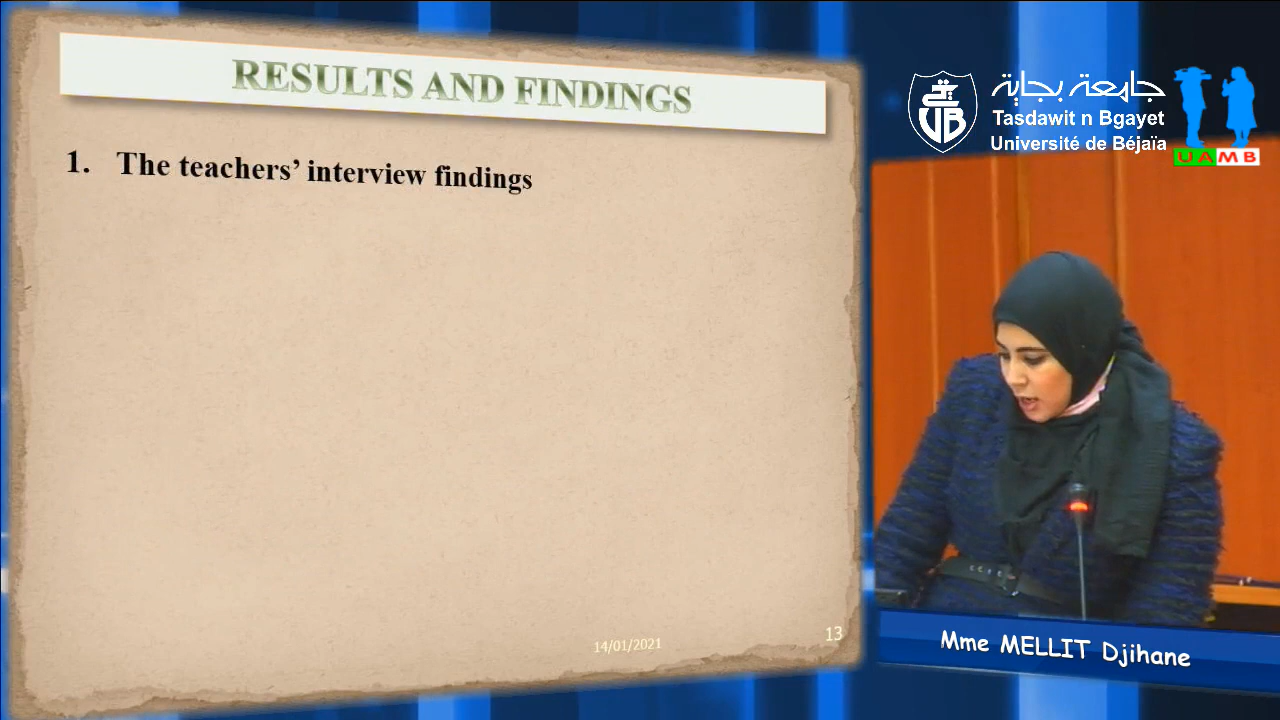 RESULTS AND FINDINGS
1. The teachers’ interview findings
14/01/2021
13
جامعة بجاية
Tasdawit n Bgayet
Université de Béjaïa
UB
UAMB
Mme MELLIT Djihane